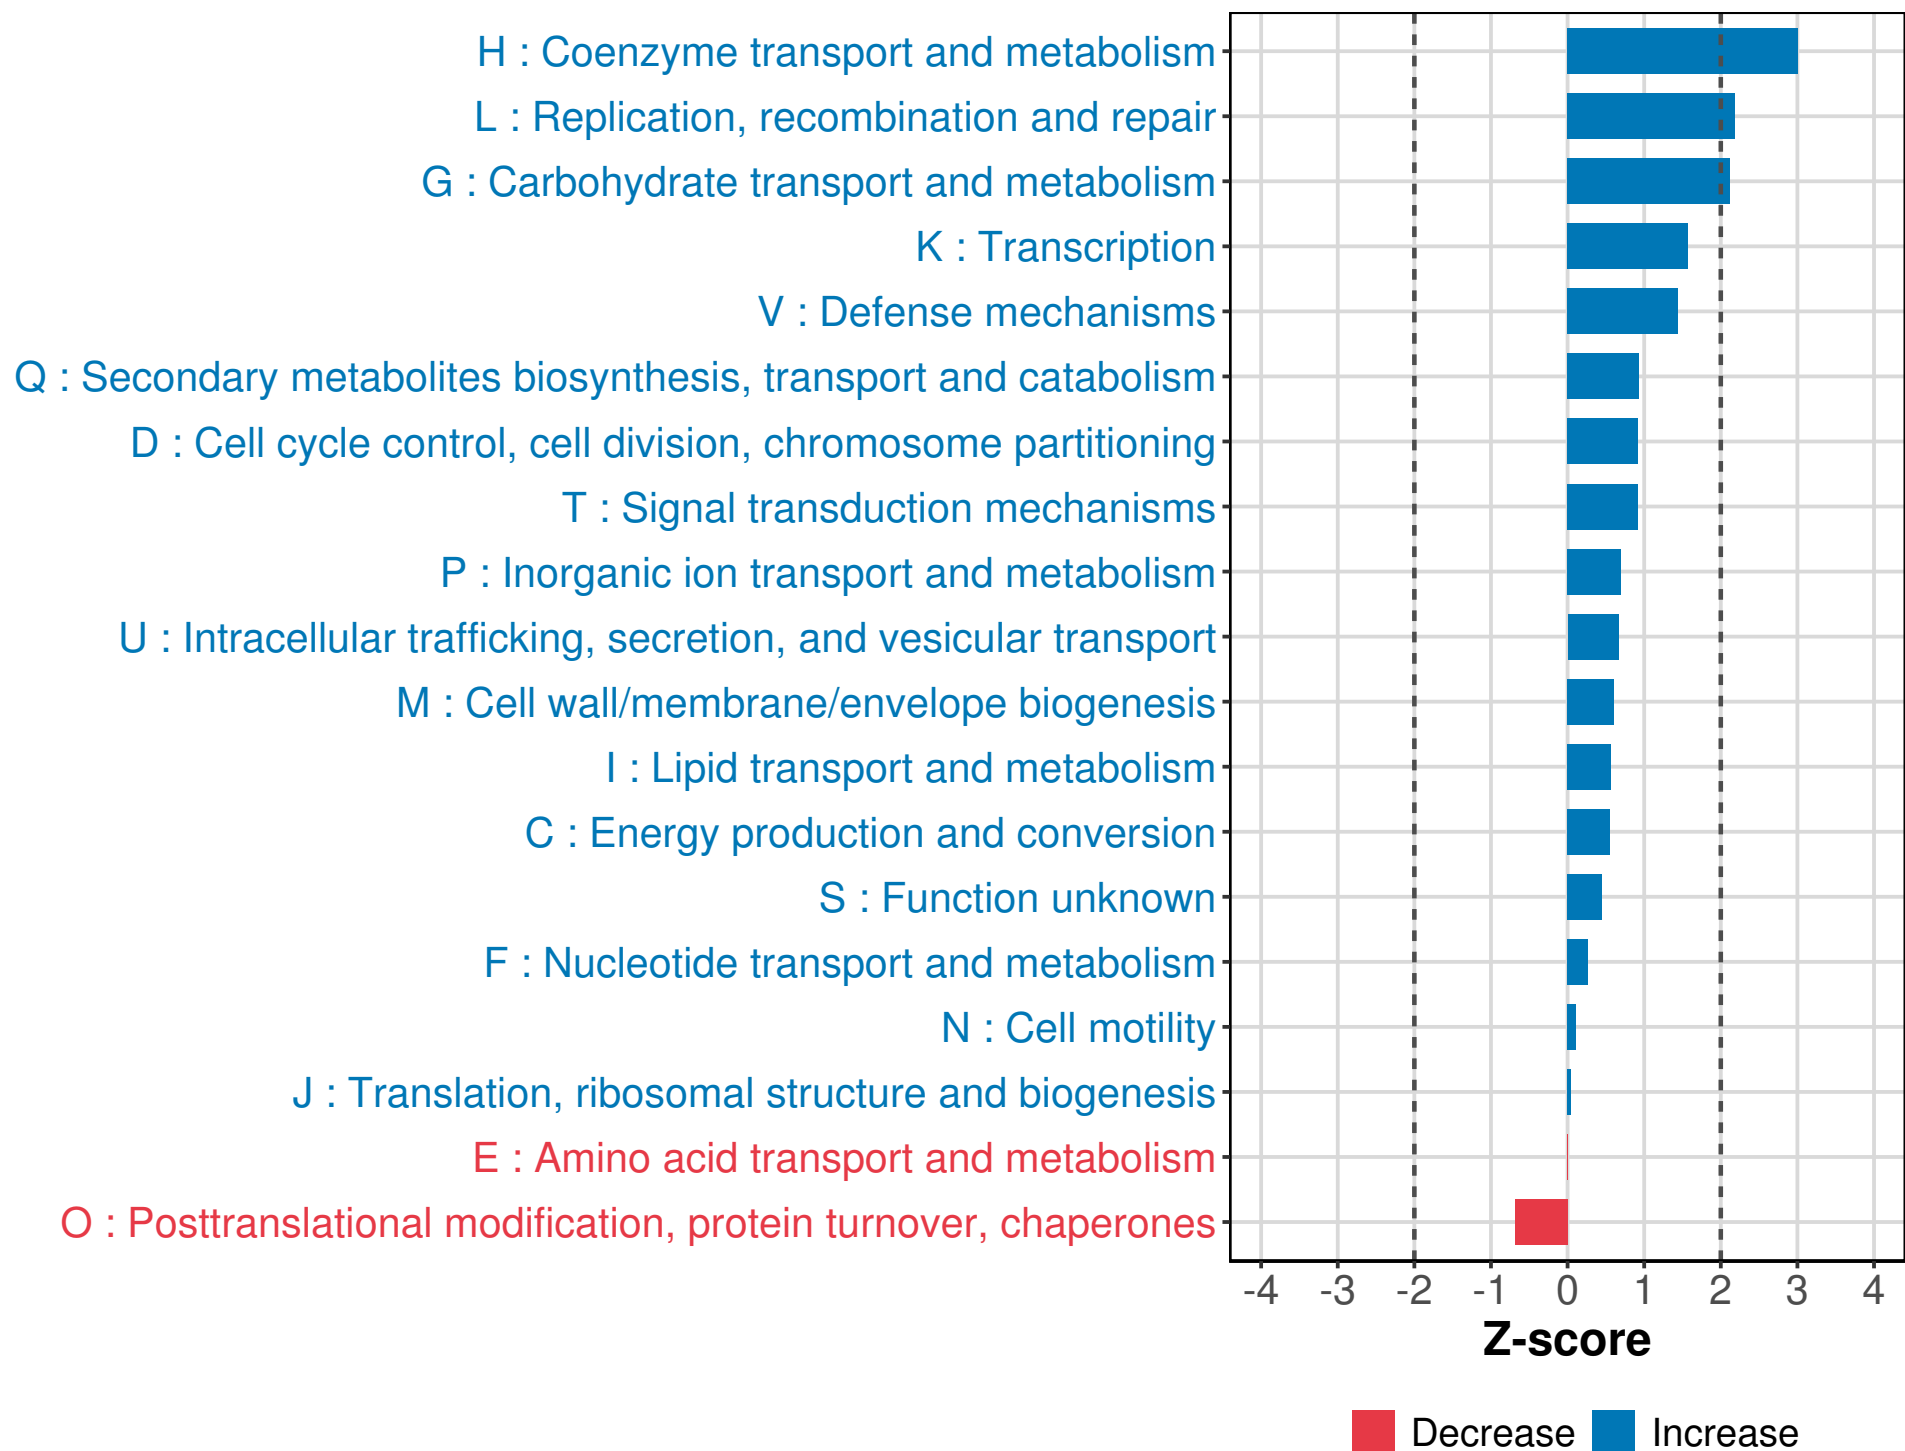 H : Coenzyme transport and metabolism
L : Replication, recombination and repair
G : Carbohydrate transport and metabolism
K : Transcription
V : Defense mechanisms
Q : Secondary metabolites biosynthesis, transport and catabolism
D : Cell cycle control, cell division, chromosome partitioning
T : Signal transduction mechanisms
P : Inorganic ion transport and metabolism
U : Intracellular trafficking, secretion, and vesicular transport
M : Cell wall/membrane/envelope biogenesis
I : Lipid transport and metabolism
C : Energy production and conversion
S : Function unknown
F : Nucleotide transport and metabolism
N : Cell motility
J : Translation, ribosomal structure and biogenesis
E : Amino acid transport and metabolism
O : Posttranslational modification, protein turnover, chaperones
-4 -3 -2 -1 0 1 2 3 4
Z-score
Decrease Increase